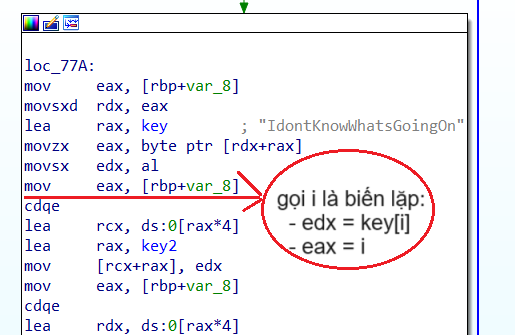 loc_77A:
mov eax, [rbp+var_8]
movsxd rdx, eax
lea rax, key ; "IdontKnowWhatsGoingOn"
movzx eax, byte ptr [rdx+rax]
movsx edx, al
mov eax, [rbp+var_8]
cdqe
lea rcx, ds:0[rax*4]
lea rax, key2
mov [rcx+rax], edx
mov eax, [rbp+var_8]
cdqe
lea rdx, ds:0[rax*4]
gọi i là biến lặp:
- edx = key[i]
- eax = i